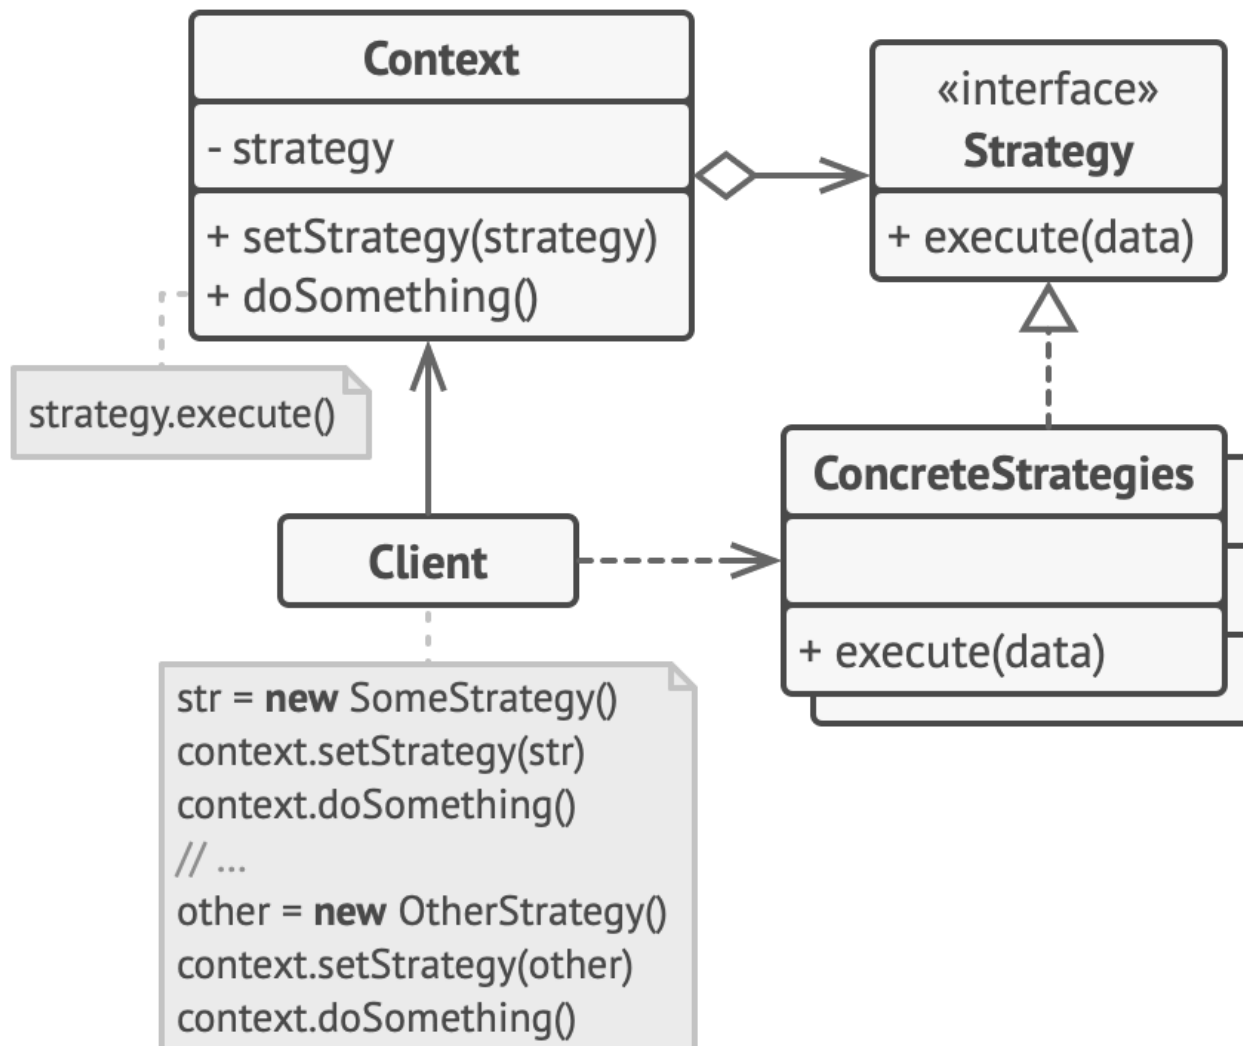 Context
- strategy
+ setStrategy(strategy)
+ doSomething()
«interface»
Strategy
+ execute(data)
strategy.execute()
Client
ConcreteStrategies
+ execute(data)
str = new SomeStrategy()
context.setStrategy(str)
context.doSomething()
// ...
other = new OtherStrategy()
context.setStrategy(other)
context.doSomething()